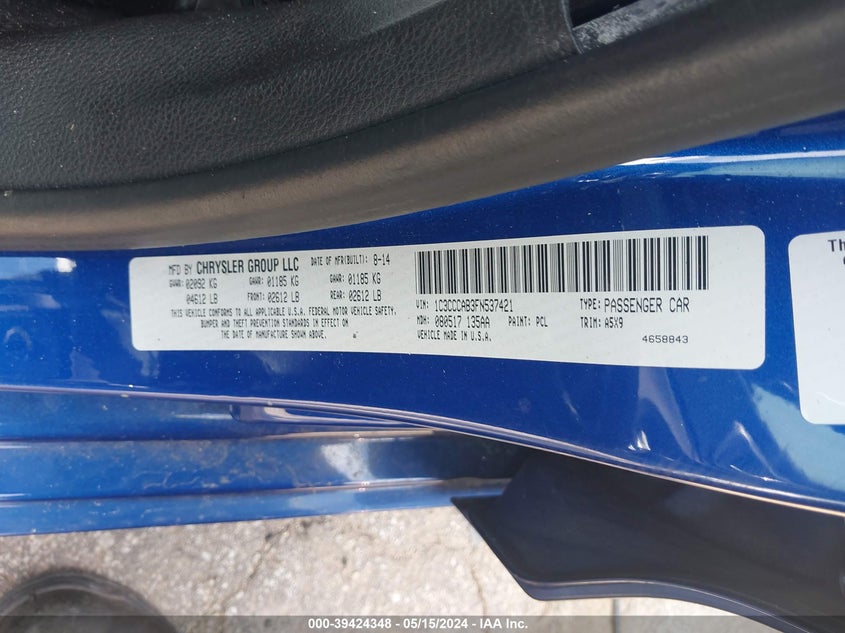 MFD BY CHRYSLER GROUP LLC DATE OF MFR(BUILT): 8-14
GVWR: 02092 KG GAWR: 01185 KG GAWR: 01185 KG
04612 LB FRONT: 02612 LB REAR: 02612 LB
THIS VEHICLE CONFORMS TO ALL APPLICABLE U.S.A. FEDERAL MOTOR VEHICLE SAFETY,
BUMPER AND THEFT PREVENTION STANDARDS IN EFFECT ON
THE DATE OF MANUFACTURE SHOWN ABOVE.
VIN: 1C3CCCAB3FN537421 TYPE: PASSENGER CAR
MDH: 080517 135AA PAINT: PCL TRIM: A5X9
VEHICLE MADE IN U.S.A. 4658843
Th
000-39424348 - 05/15/2024 - IAA Inc.